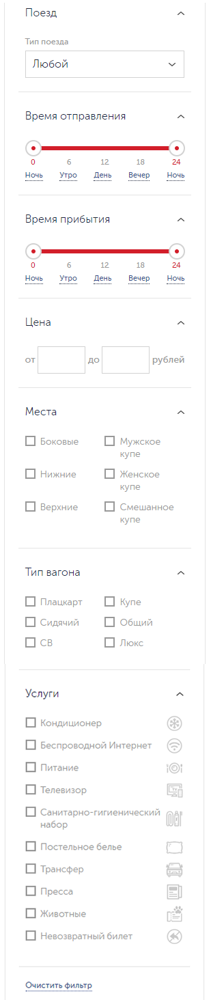 Поезд
Тип поезда
Любой
Время отправления
0 6 12 18 24
Ночь Утро День Вечер Ночь
Время прибытия
0 6 12 18 24
Ночь Утро День Вечер Ночь
Цена
от до рублей
Места
Боковые Мужское
купе
Нижние Женское
купе
Верхние Смешанное
купе
Тип вагона
Плацкарт Купе
Сидячий Общий
СВ Люкс
Услуги
Кондиционер
Беспроводной Интернет
Питание
Телевизор
Санитарно-гигиенический
набор
Постельное белье
Трансфер
Пресса
Животные
Невозвратный билет
Очистить фильтр